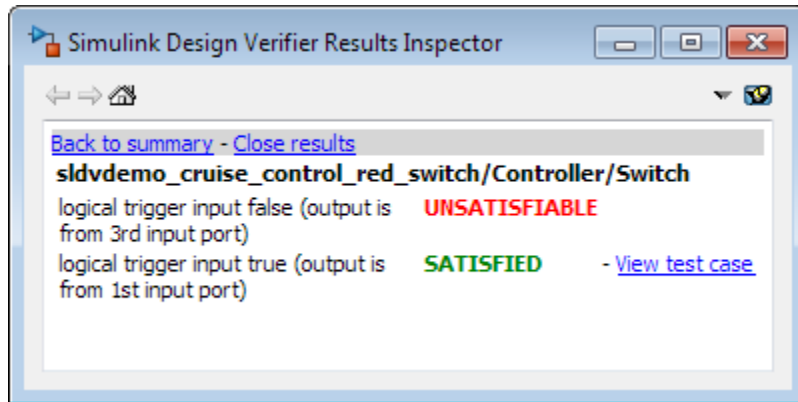 Simulink Design Verifier Results Inspector
Back to summary - Close results
sldvdemo_cruise_control_red_switch/Controller/Switch
logical trigger input false (output is UNSATISFIABLE
from 3rd input port)
logical trigger input true (output is SATISFIED - View test case
from 1st input port)